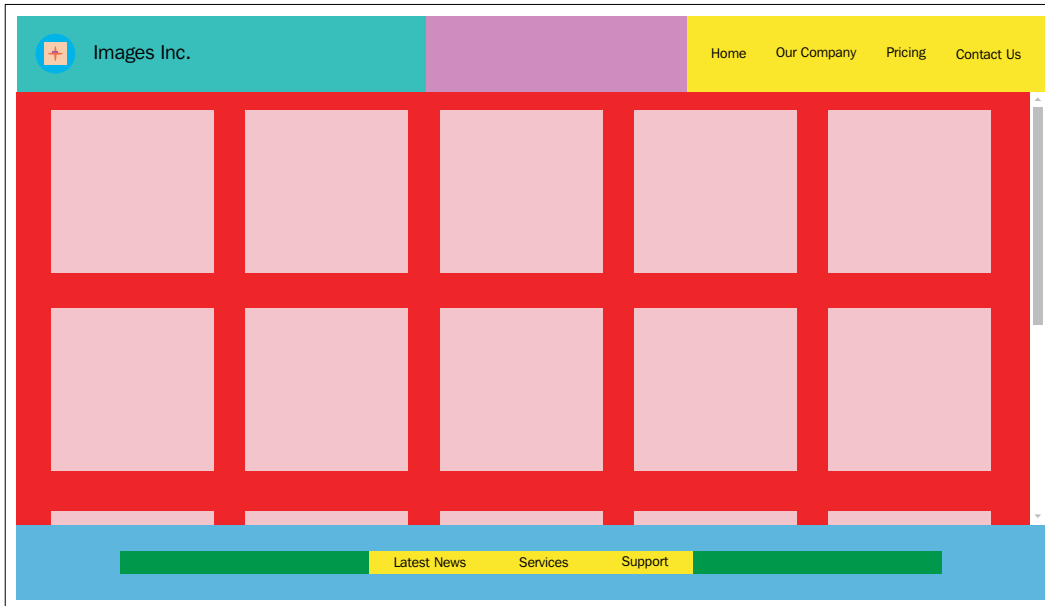 Images Inc.
Home Our Company Pricing Contact Us
Latest News Services Support